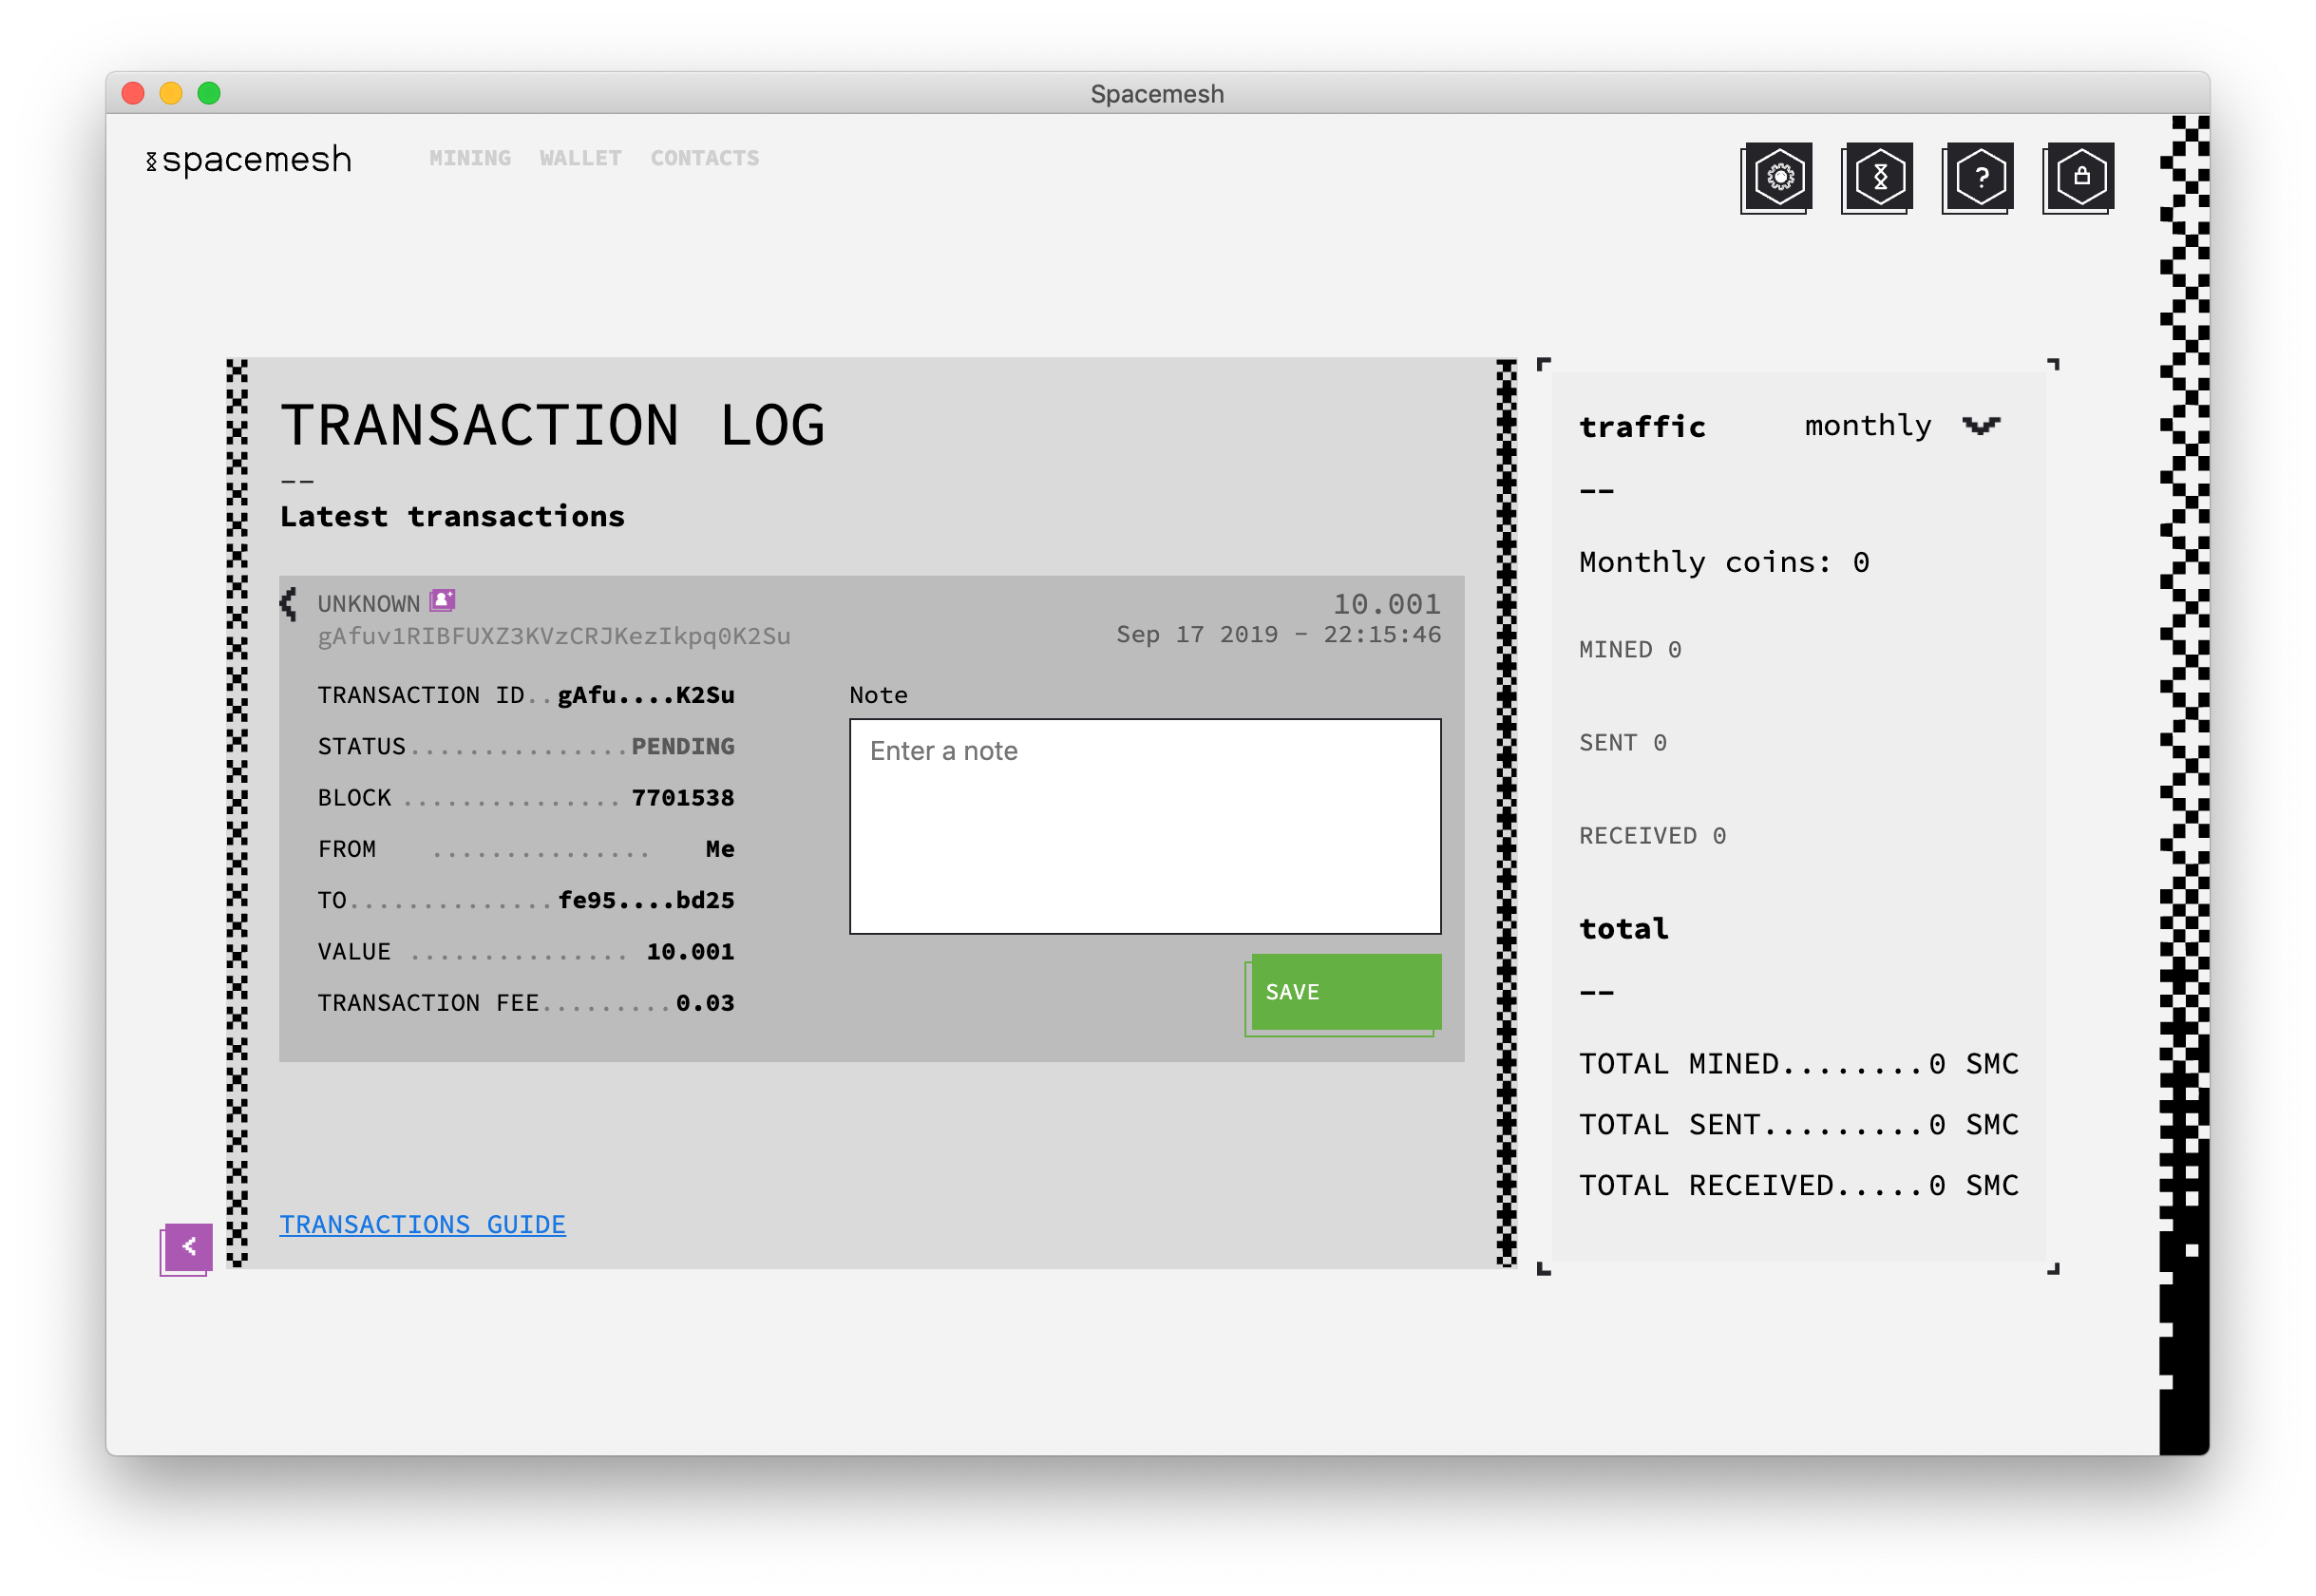 Spacemesh
spacemesh
MINING WALLET CONTACTS
?
TRANSACTION LOG
--
Latest transactions
UNKNOWN
10.001
gAfuv1RIBFUXZ3KVzCRJKezIkpq0K2Su
Sep 17 2019 - 22:15:46
TRANSACTION ID..gAfu....K2Su
STATUS...............PENDING
BLOCK ............... 7701538
FROM ............... Me
TO..............fe95....bd25
VALUE ............... 10.001
TRANSACTION FEE.........0.03
Note
Enter a note
SAVE
TRANSACTIONS GUIDE
traffic monthly
--
Monthly coins: 0
MINED 0
SENT 0
RECEIVED 0
total
--
TOTAL MINED........0 SMC
TOTAL SENT.........0 SMC
TOTAL RECEIVED.....0 SMC